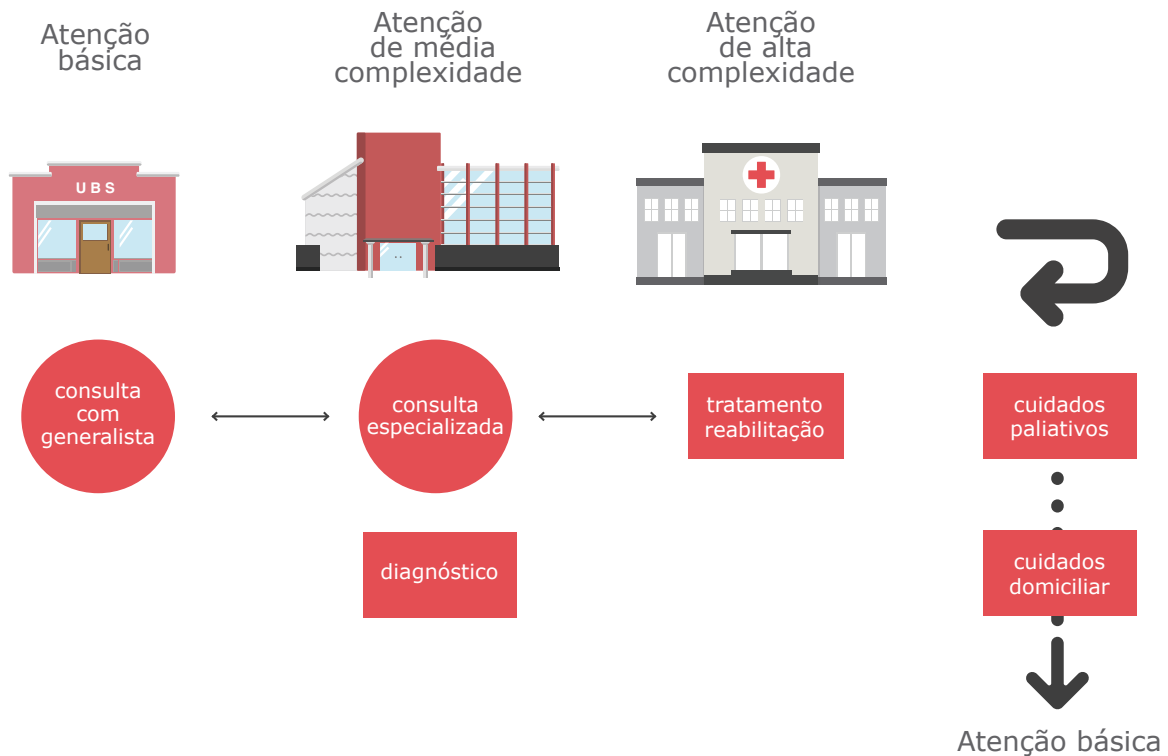 Atenção
básica
Atenção
de média
complexidade
Atenção
de alta
complexidade
UBS
consulta
com
generalista
consulta
especializada
tratamento
reabilitação
cuidados
paliativos
diagnóstico
cuidados
domiciliar
Atenção básica